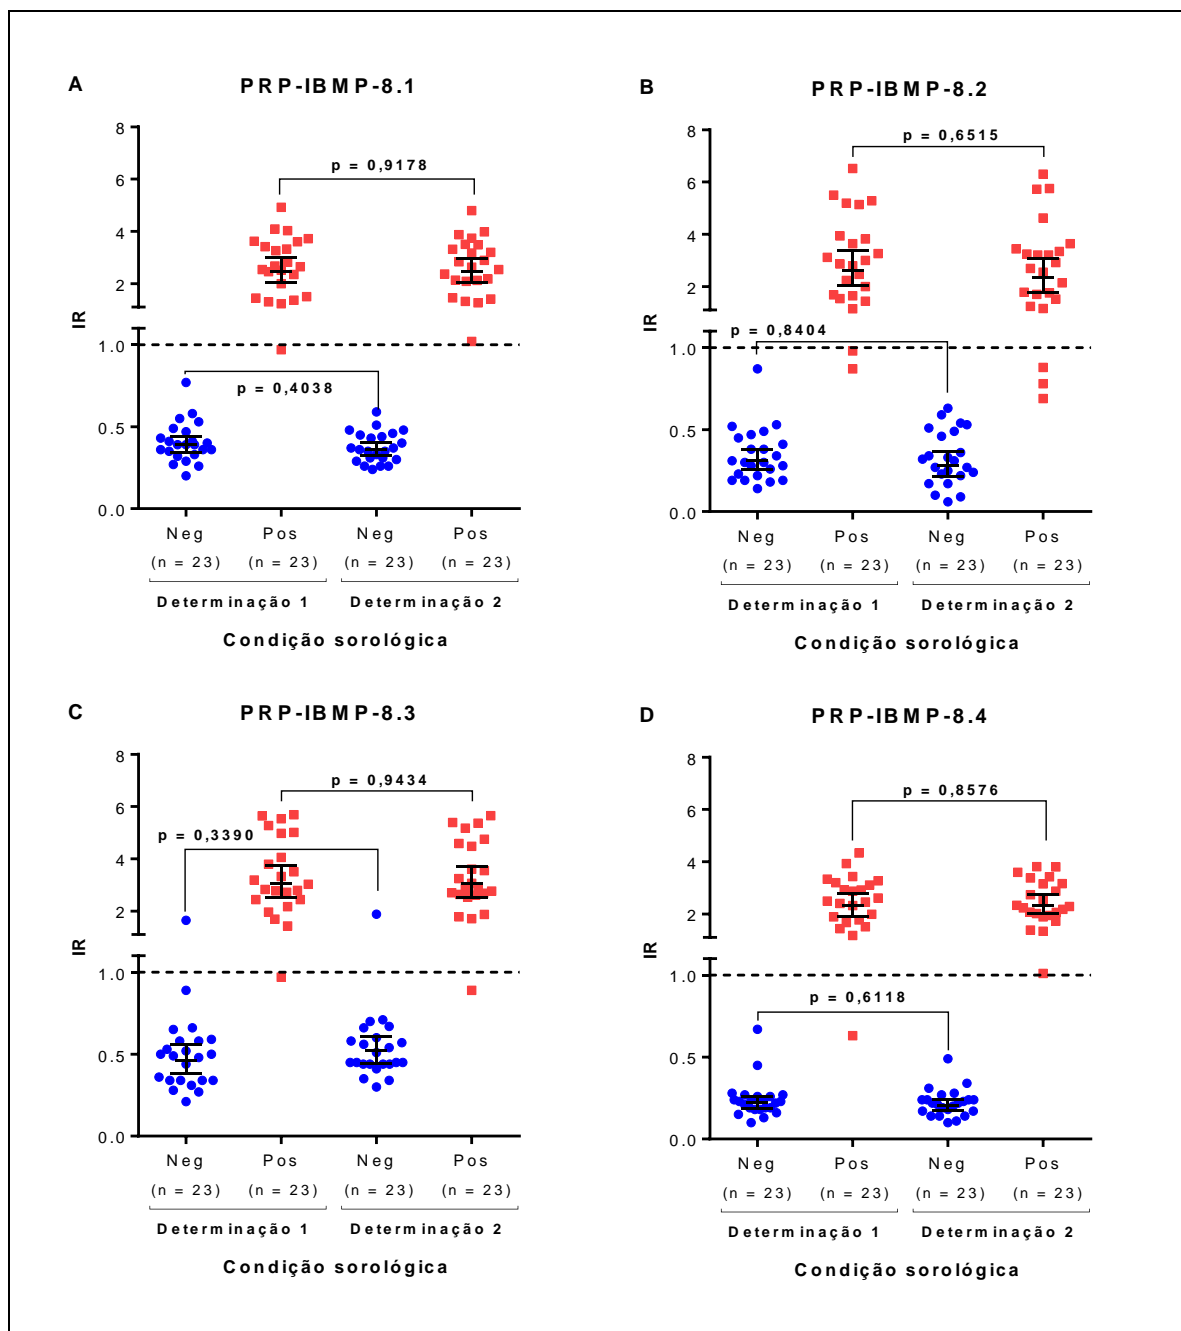 A
PRP-IBMP-8.1
8
6
4
2
1.0
0.5
0.0
IR
p = 0,9178
p = 0,4038
Neg Pos Neg Pos
(n = 23) (n = 23) (n = 23) (n = 23)
Determinação 1 Determinação 2
Condição sorológica
B
PRP-IBMP-8.2
8
6
4
2
1.0
0.5
0.0
IR
p = 0,6515
p = 0,8404
Neg Pos Neg Pos
(n = 23) (n = 23) (n = 23) (n = 23)
Determinação 1 Determinação 2
Condição sorológica
C
PRP-IBMP-8.3
8
6
4
2
1.0
0.5
0.0
IR
p = 0,9434
p = 0,3390
Neg Pos Neg Pos
(n = 23) (n = 23) (n = 23) (n = 23)
Determinação 1 Determinação 2
Condição sorológica
D
PRP-IBMP-8.4
8
6
4
2
1.0
0.5
0.0
IR
p = 0,8576
p = 0,6118
Neg Pos Neg Pos
(n = 23) (n = 23) (n = 23) (n = 23)
Determinação 1 Determinação 2
Condição sorológica